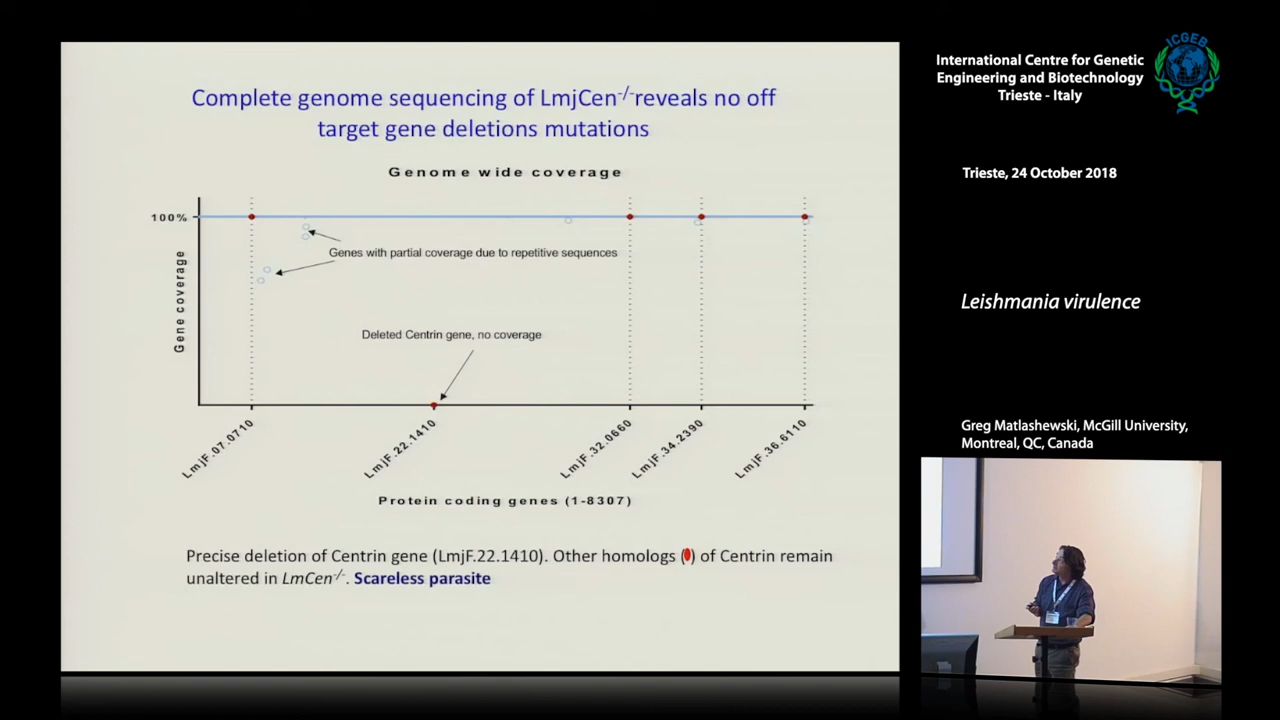 Complete genome sequencing of LmjCen-/-reveals no off
target gene deletions mutations
Genome wide coverage
100%
Gene coverage
Genes with partial coverage due to repetitive sequences
Deleted Centrin gene, no coverage
LmjF.07.0710
LmjF.22.1410
LmjF.32.0660
LmjF.34.2390
LmjF.36.6110
Protein coding genes (1-8307)
Precise deletion of Centrin gene (LmjF.22.1410). Other homologs () of Centrin remain
unaltered in LmCen-/-. Scareless parasite
International Centre for Genetic
Engineering and Biotechnology
Trieste - Italy
ICGEB
Trieste, 24 October 2018
Leishmania virulence
Greg Matlashewski, McGill University,
Montreal, QC, Canada